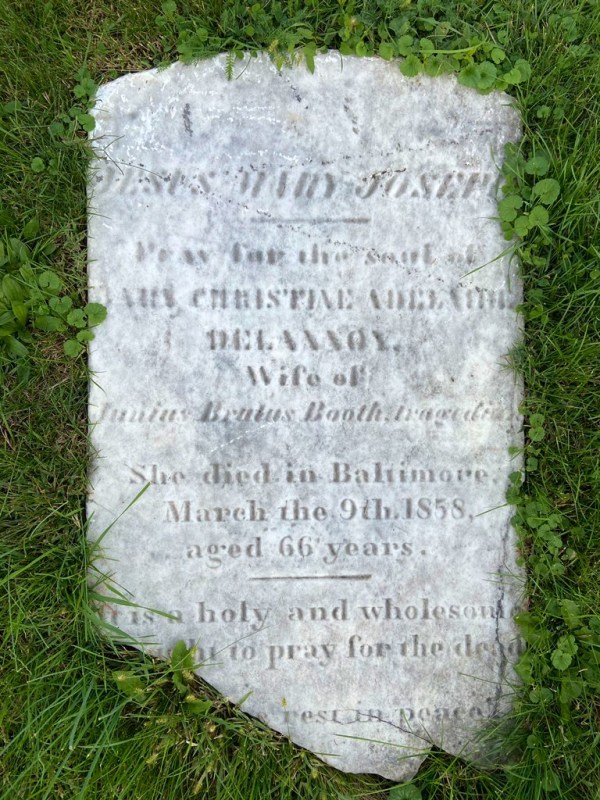 JESUS MARY JOSEPH
Pray for the soul of
MARY CHRISTINE ADELAIDE
DELANNOY,
Wife of
Junius Brutus Booth, tragedian
She died in Baltimore,
March the 9th, 1858,
aged 66 years.
It is a holy and wholesome
to pray for the dead
rest in peace